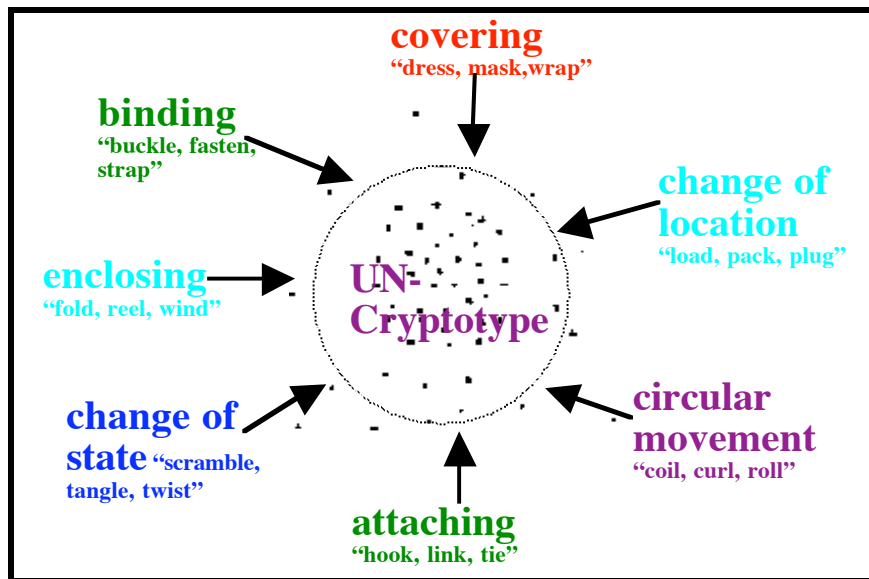 covering
“dress, mask,wrap”
binding
“buckle, fasten,
strap”
change of
location
“load, pack, plug”
enclosing
“fold, reel, wind”
UN-
Cryptotype
change of
state “scramble,
tangle, twist”
circular
movement
“coil, curl, roll”
attaching
“hook, link, tie”